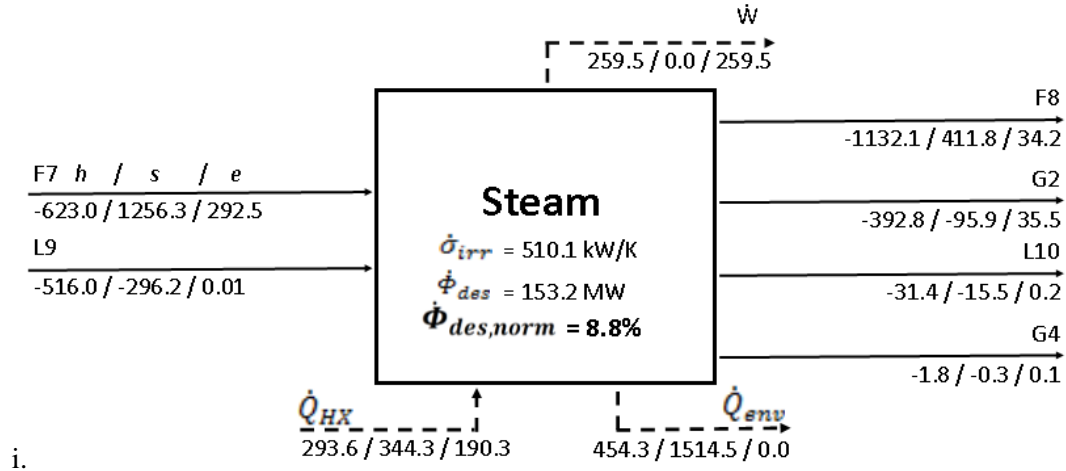 Ẇ
259.5 / 0.0 / 259.5
F8
-1132.1 / 411.8 / 34.2
F7 h / s / e
-623.0 / 1256.3 / 292.5
G2
-392.8 / -95.9 / 35.5
L9
-516.0 / -296.2 / 0.01
L10
-31.4 / -15.5 / 0.2
G4
-1.8 / -0.3 / 0.1
Steam
σ̇irr = 510.1 kW/K
ϕ̇des = 153.2 MW
Φ̇des,norm = 8.8%
Q̇HX
293.6 / 344.3 / 190.3
Q̇env
454.3 / 1514.5 / 0.0
i.